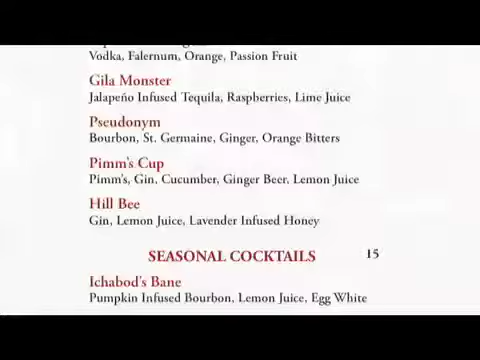 Vodka, Falernum, Orange, Passion Fruit
Gila Monster
Jalapeño Infused Tequila, Raspberries, Lime Juice
Pseudonym
Bourbon, St. Germaine, Ginger, Orange Bitters
Pimm's Cup
Pimm's, Gin, Cucumber, Ginger Beer, Lemon Juice
Hill Bee
Gin, Lemon Juice, Lavender Infused Honey
SEASONAL COCKTAILS 15
Ichabod's Bane
Pumpkin Infused Bourbon, Lemon Juice, Egg White